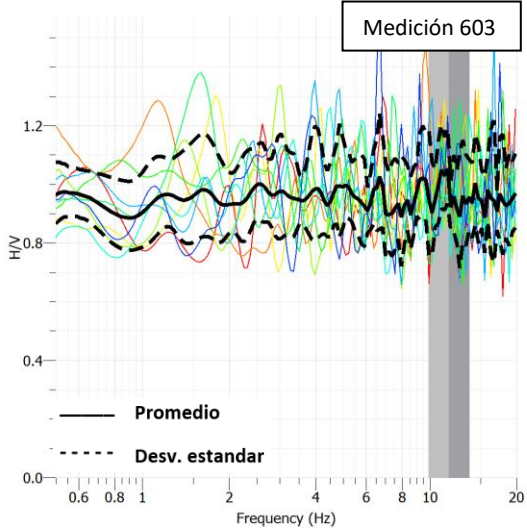 Medición 603
1.2
0.8
0.4
0.0
H/V
Promedio
Desv. estandar
0.6 0.8 1 2 4 6 8 10 20
Frequency (Hz)